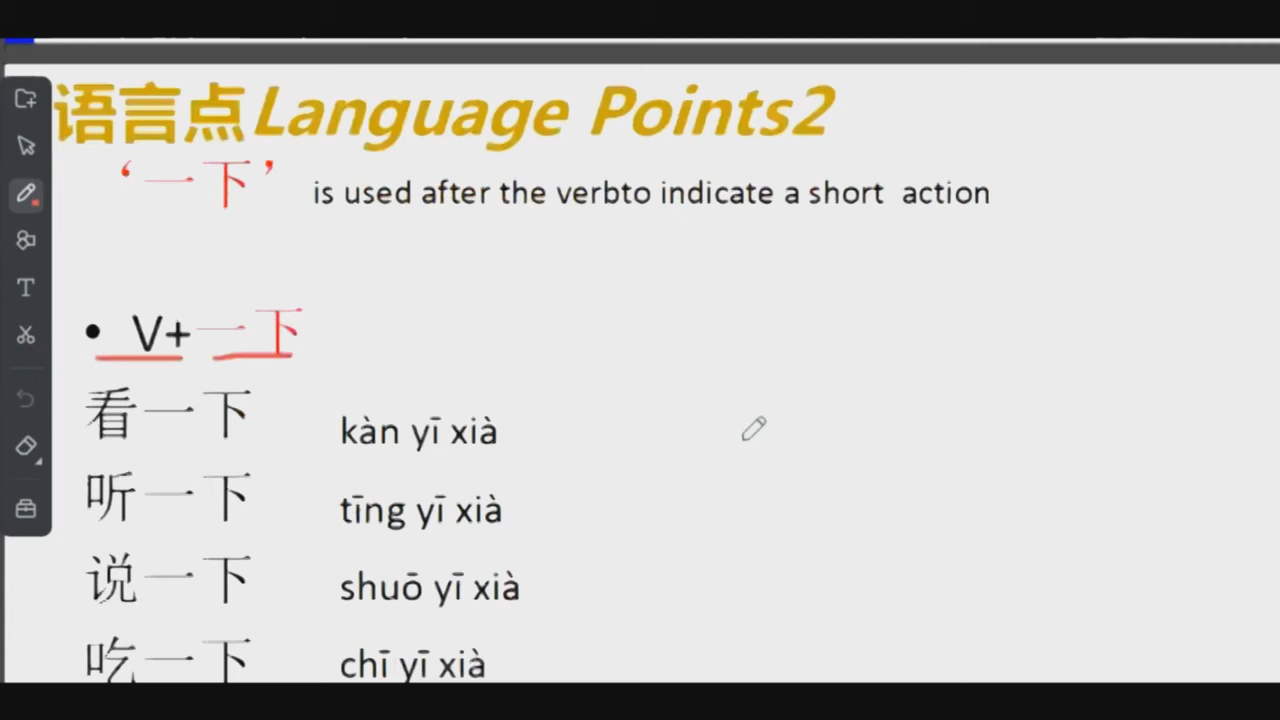 语言点Language Points2
‘一下’ is used after the verbto indicate a short action
• V+一下
看一下 kàn yī xià
听一下 tīng yī xià
说一下 shuō yī xià
吃一下 chī yī xià